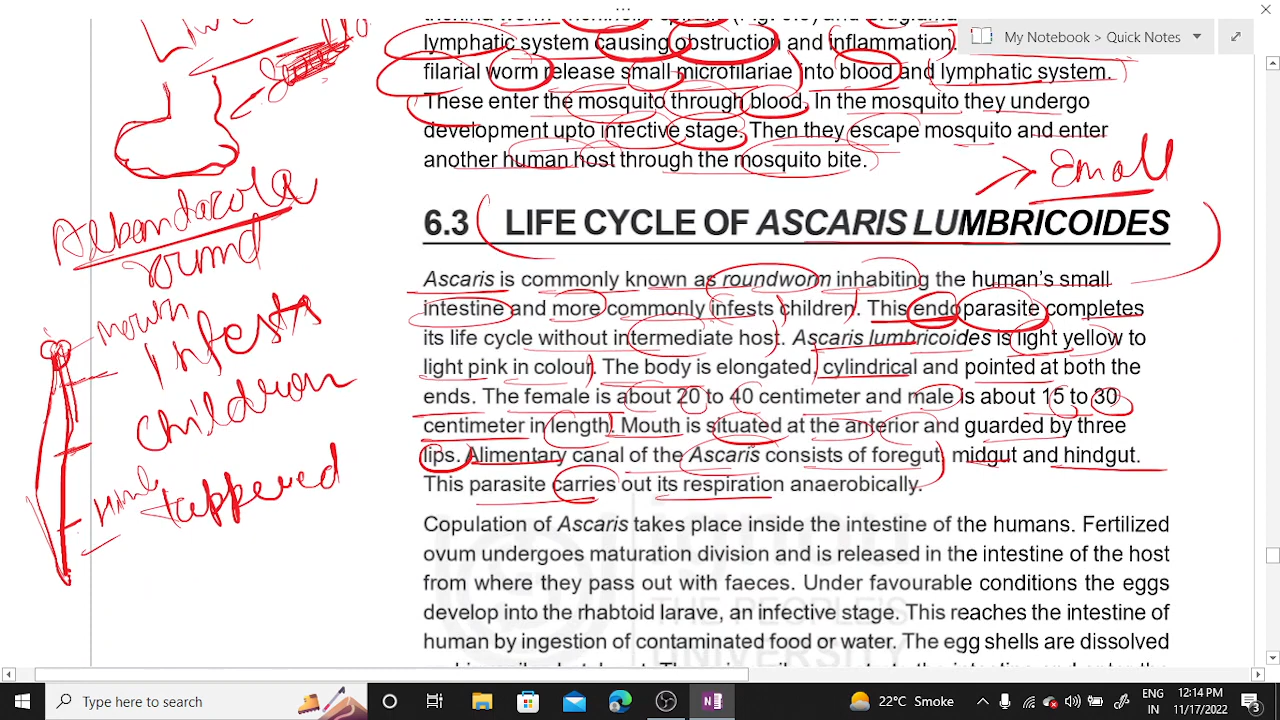 lymphatic system causing obstruction and inflammation.
My Notebook > Quick Notes
filarial worm release small microfilariae into blood and lymphatic system.
These enter the mosquito through blood. In the mosquito they undergo
development upto infective stage. Then they escape mosquito and enter
another human host through the mosquito bite.
Small
6.3 LIFE CYCLE OF ASCARIS LUMBRICOIDES
Ascaris is commonly known as roundworm inhabiting the human's small
intestine and more commonly infests children. This endo parasite completes
its life cycle without intermediate host. Ascaris lumbricoides is light yellow to
light pink in colour. The body is elongated, cylindrical and pointed at both the
ends. The female is about 20 to 40 centimeter and male is about 15 to 30
centimeter in length. Mouth is situated at the anterior and guarded by three
lips. Alimentary canal of the Ascaris consists of foregut, midgut and hindgut.
This parasite carries out its respiration anaerobically.
Copulation of Ascaris takes place inside the intestine of the humans. Fertilized
ovum undergoes maturation division and is released in the intestine of the host
from where they pass out with faeces. Under favourable conditions the eggs
develop into the rhabtoid larave, an infective stage. This reaches the intestine of
human by ingestion of contaminated food or water. The egg shells are dissolved
round
mouth
Infests
children
tappered
THE PEOPLE'S
UNIVERSITY
Type here to search
22°C Smoke
ENG
IN
12:14 PM
11/17/2022
3